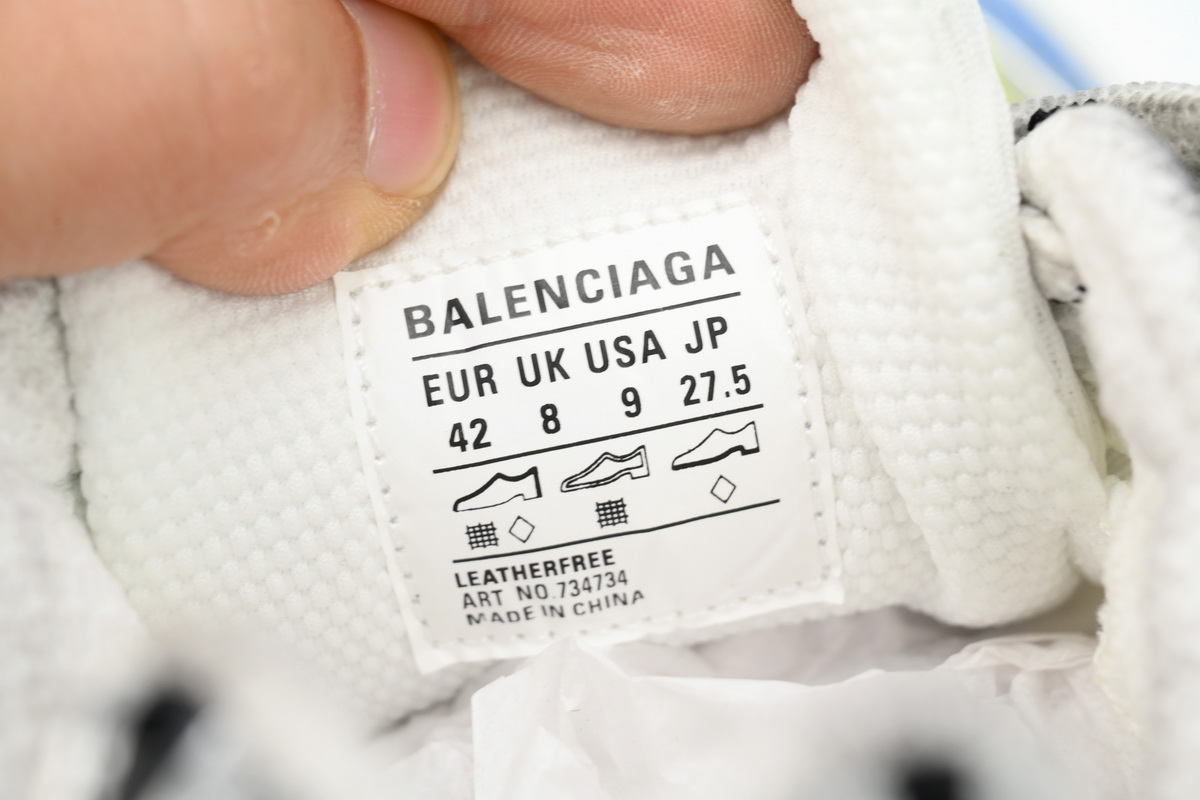 BALENCIAGA
EUR UK USA JP
42 8 9 27.5
LEATHERFREE
ART NO.734734
MADE IN CHINA